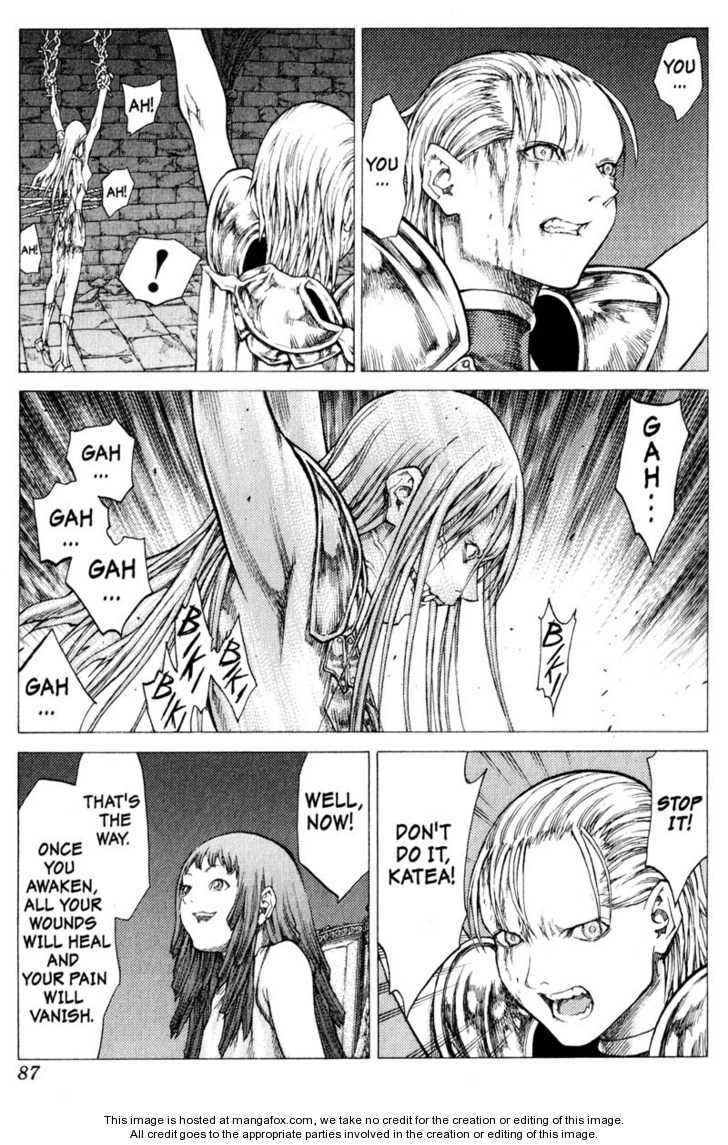 AH!
AH!
AH!
!
YOU
...
YOU
...
GAH
...
GAH
...
GAH
...
GAH
...
GAH...
BIKI
BIKI
BIKI
BIKI
WELL,
NOW!
THAT'S
THE
WAY.
ONCE
YOU
AWAKEN,
ALL YOUR
WOUNDS
WILL HEAL
AND
YOUR PAIN
WILL
VANISH.
STOP
IT!
DON'T
DO IT,
KATEA!
87
This image is hosted at mangafox.com, we take no credit for the creation or editing of this image.
All credit goes to the appropriate parties involved in the creation or editing of this image.